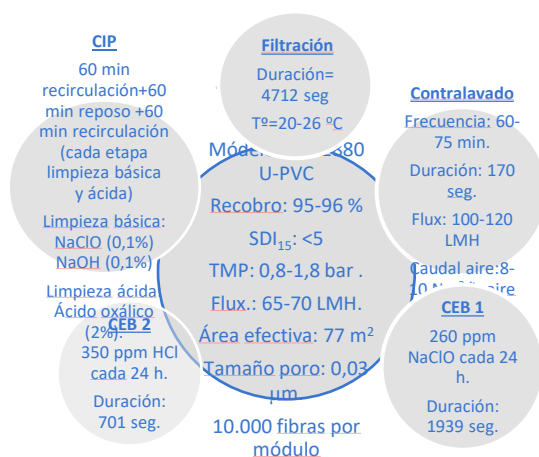 CIP
60 min
recirculación+60
min reposo +60
min recirculación
(cada etapa
limpieza básica
y ácida)
Limpieza básica:
NaClO (0,1%)
NaOH (0,1%)
Limpieza ácida:
Ácido oxálico
(2%).
Filtración
Duración=
4712 seg
Tº=20-26 ºC
Contralavado
Frecuencia: 60-
75 min.
Duración: 170
seg.
Flux: 100-120
LMH
Caudal aire:8-
10
aire
U-PVC
Recobro: 95-96 %
SDI15: <5
TMP: 0,8-1,8 bar .
Flux.: 65-70 LMH.
Área efectiva: 77 m²
Tamaño poro: 0,03
µm
10.000 fibras por
módulo
CEB 2
350 ppm HCl
cada 24 h.
Duración:
701 seg.
CEB 1
260 ppm
NaClO cada 24
h.
Duración:
1939 seg.